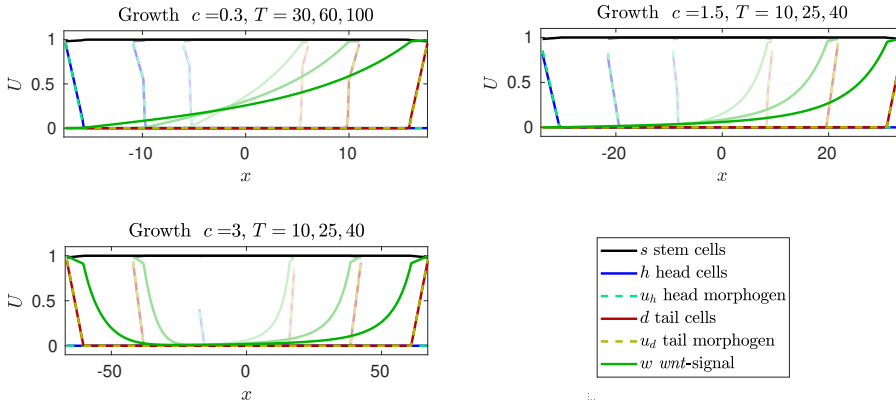 Growth c =0.3, T = 30, 60, 100
1
0.5
0
U
-10
0
10
x
Growth c =1.5, T = 10, 25, 40
1
0.5
0
U
-20
0
20
x
Growth c =3, T = 10, 25, 40
1
0.5
0
U
-50
0
50
x
s stem cells
h head cells
u_h head morphogen
d tail cells
u_d tail morphogen
w wnt-signal